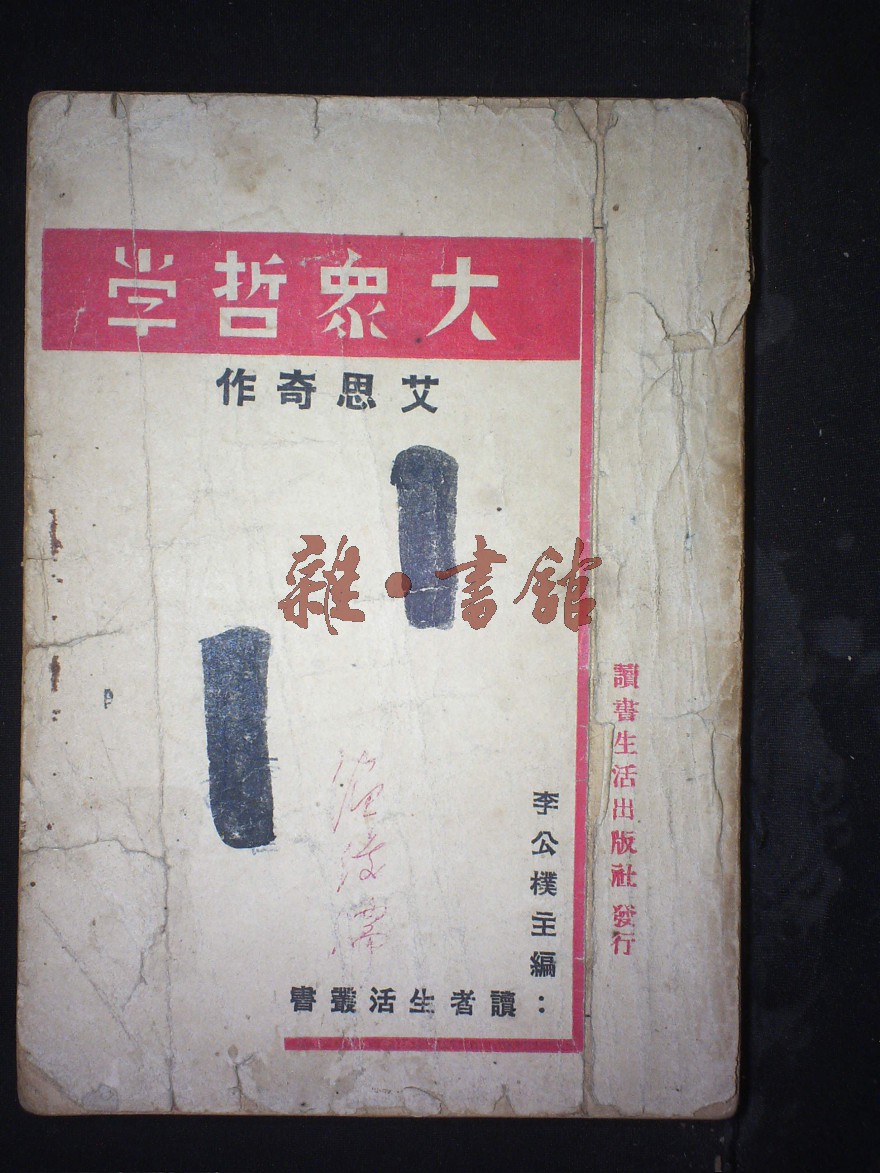 大眾哲学
艾思奇作
雜·書館
李公樸主編
:讀者生活叢書
讀書生活出版社發行